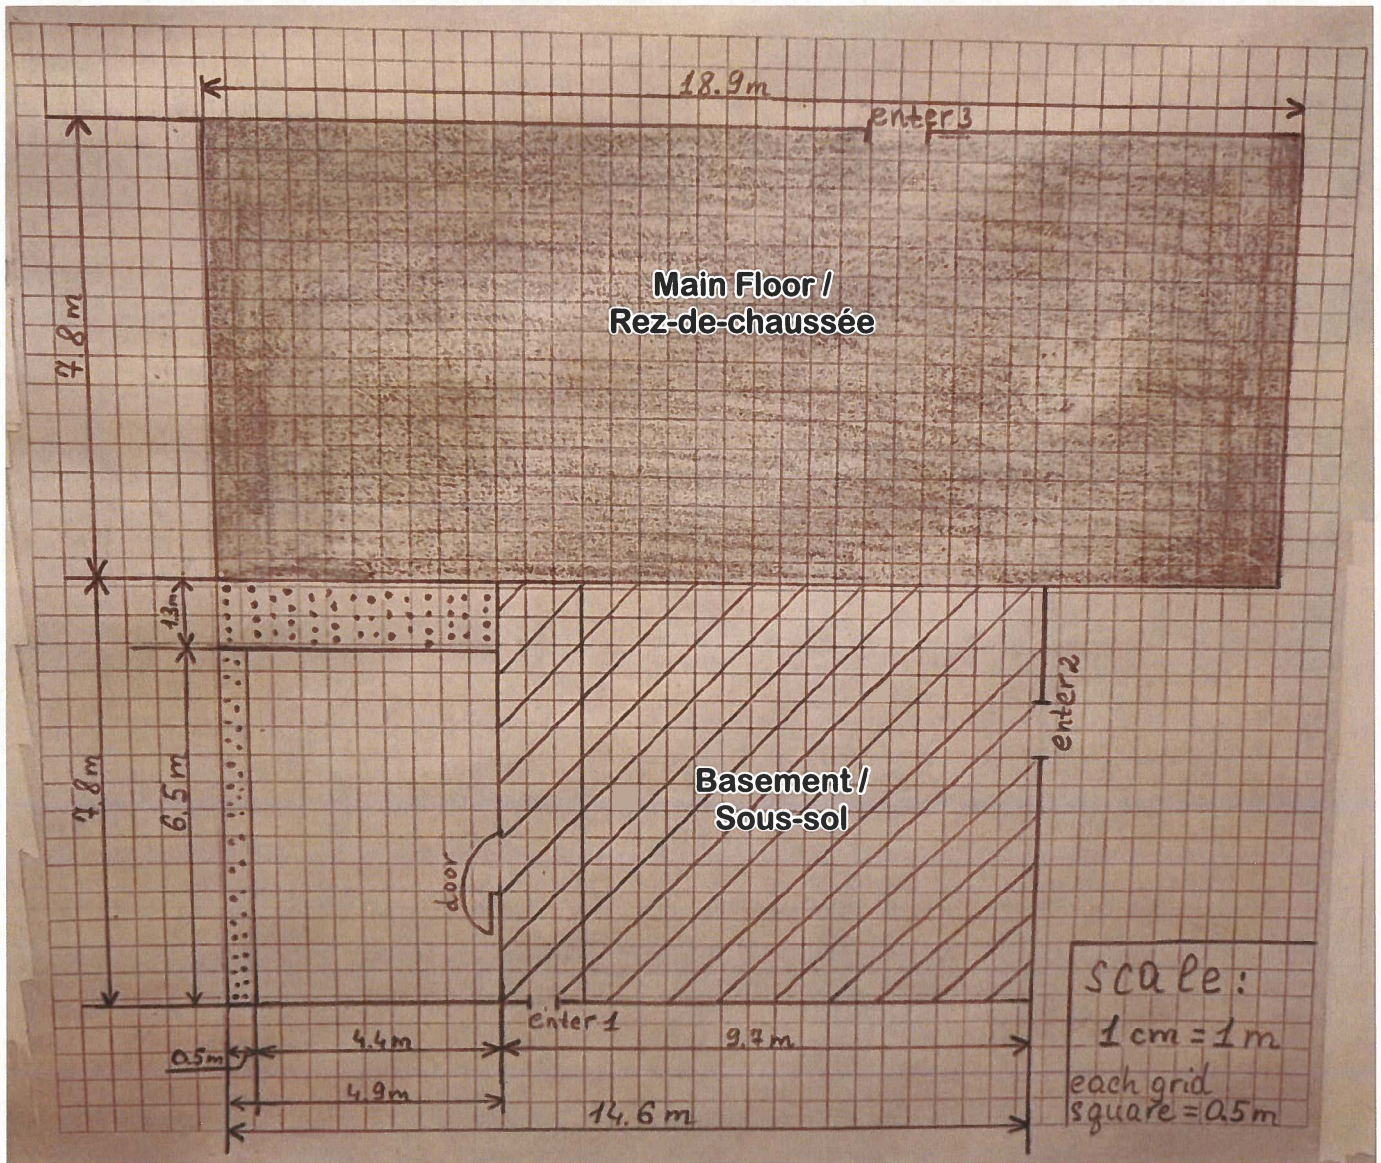 18.9m
enter 3
7.8m
Main Floor /
Rez-de-chaussée
1.3m
7.8m
6.5m
enter 2
Basement /
Sous-sol
door
enter 1
0.5m
4.4m
9.7m
4.9m
14.6m
scale:
1 cm = 1 m
each grid
square = 0.5m